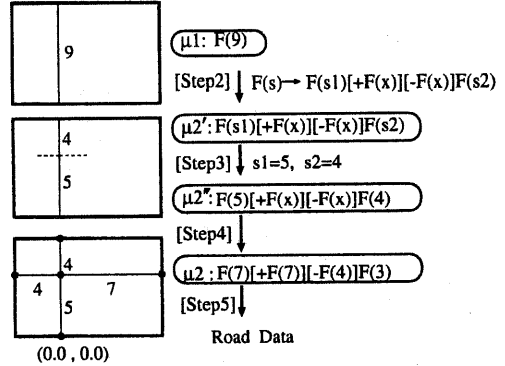 9
μ1: F(9)
[Step2]
F(s)→ F(s1)[+F(x)][-F(x)]F(s2)
4
5
μ2′:F(s1)[+F(x)][-F(x)]F(s2)
[Step3]
s1=5, s2=4
μ2″:F(5)[+F(x)][-F(x)]F(4)
[Step4]
4
4
7
5
μ2 :F(7)[+F(7)][-F(4)]F(3)
[Step5]
Road Data
(0.0 , 0.0)